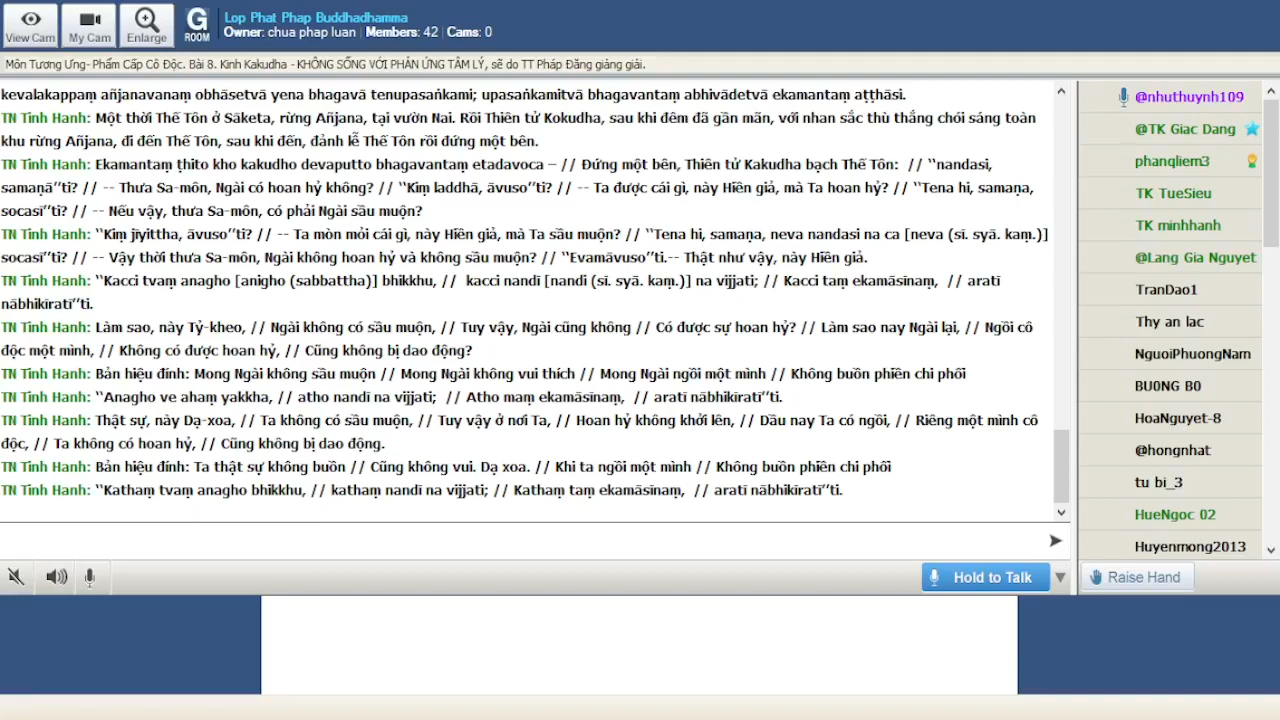 View Cam
My Cam
Enlarge
G
ROOM
Lop Phat Phap Buddhadhamma
Owner: chua phap luan | Members: 42 | Cams: 0
Môn Tương Ưng- Phẩm Cấp Cô Độc. Bài 8. Kinh Kakudha - KHÔNG SỐNG VỚI PHẢN ỨNG TÂM LÝ, sẽ do TT Pháp Đăng giảng giải.
kevalakappaṃ añjanavanaṃ obhāsetvā yena bhagavā tenupasaṅkami; upasaṅkamitvā bhagavantaṃ abhivādetvā ekamantaṃ aṭṭhāsi.
TN Tinh Hanh: Một thời Thế Tôn ở Sāketa, rừng Añjana, tại vườn Nai. Rồi Thiên tử Kokudha, sau khi đêm đã gần mãn, với nhan sắc thù thắng chói sáng toàn
khu rừng Añjana, đi đến Thế Tôn, sau khi đến, đảnh lễ Thế Tôn rồi đứng một bên.
TN Tinh Hanh: Ekamantaṃ ṭhito kho kakudho devaputto bhagavantaṃ etadavoca – // Đứng một bên, Thiên tử Kakudha bạch Thế Tôn: // ‘‘nandasi,
samaṇā’’ti? // -- Thưa Sa-môn, Ngài có hoan hỷ không? // ‘‘Kiṃ laddhā, āvuso’’ti? // -- Ta được cái gì, này Hiền giả, mà Ta hoan hỷ? // ‘‘Tena hi, samaṇa,
socasī’’ti? // -- Nếu vậy, thưa Sa-môn, có phải Ngài sầu muộn?
TN Tinh Hanh: ‘‘Kiṃ jīyittha, āvuso’’ti? // -- Ta mòn mỏi cái gì, này Hiền giả, mà Ta sầu muộn? // ‘‘Tena hi, samaṇa, neva nandasi na ca [neva (sī. syā. kaṃ.)]
socasī’’ti? // -- Vậy thời thưa Sa-môn, Ngài không hoan hỷ và không sầu muộn? // ‘‘Evamāvuso’’ti.-- Thật như vậy, này Hiền giả.
TN Tinh Hanh: ‘‘Kacci tvaṃ anagho [anigho (sabbattha)] bhikkhu, // kacci nandī [nandi (sī. syā. kaṃ.)] na vijjati; // Kacci taṃ ekamāsīnaṃ, // aratī
nābhikīratī’’ti.
TN Tinh Hanh: Làm sao, này Tỷ-kheo, // Ngài không có sầu muộn, // Tuy vậy, Ngài cũng không // Có được sự hoan hỷ? // Làm sao nay Ngài lại, // Ngồi cô
độc một mình, // Không có được hoan hỷ, // Cũng không bị dao động?
TN Tinh Hanh: Bản hiệu đính: Mong Ngài không sầu muộn // Mong Ngài không vui thích // Mong Ngài ngồi một mình // Không buồn phiền chi phối
TN Tinh Hanh: ‘‘Anagho ve ahaṃ yakkha, // atho nandī na vijjati; // Atho maṃ ekamāsīnaṃ, // aratī nābhikīratī’’ti.
TN Tinh Hanh: Thật sự, này Dạ-xoa, // Ta không có sầu muộn, // Tuy vậy ở nơi Ta, // Hoan hỷ không khởi lên, // Dầu nay Ta có ngồi, // Riêng một mình cô
độc, // Ta không có hoan hỷ, // Cũng không bị dao động.
TN Tinh Hanh: Bản hiệu đính: Ta thật sự không buồn // Cũng không vui. Dạ xoa. // Khi ta ngồi một mình // Không buồn phiền chi phối
TN Tinh Hanh: ‘‘Kathaṃ tvaṃ anagho bhikkhu, // kathaṃ nandī na vijjati; // Kathaṃ taṃ ekamāsīnaṃ, // aratī nābhikīratī’’ti.
@nhuthuynh109
@TK Giac Dang
phanqliem3
TK TueSieu
TK minhhanh
@Lang Gia Nguyet
TranDao1
Thy an lac
NguoiPhuongNam
BU0NG B0
HoaNguyet-8
@hongnhat
tu bi_3
HueNgoc 02
Huyenmong2013
Hold to Talk
Raise Hand